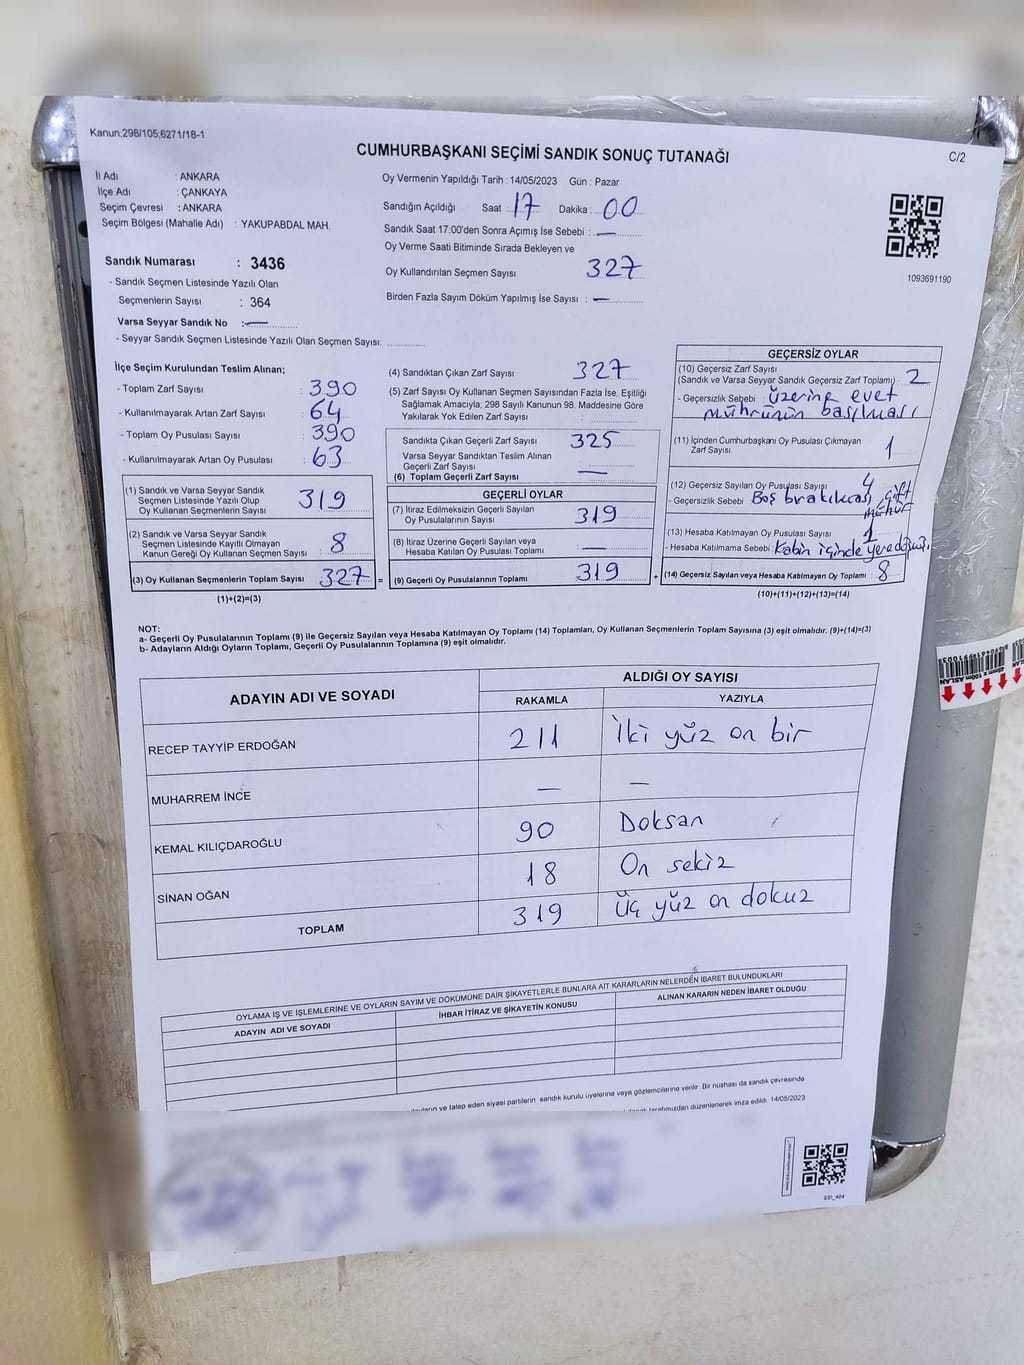 Kanun,298/105;6271/18-1
CUMHURBAŞKANI SEÇİMİ SANDIK SONUÇ TUTANAĞI
C/2
İl Adı : ANKARA
İlçe Adı : ÇANKAYA
Seçim Çevresi : ANKARA
Seçim Bölgesi (Mahalle Adı) : YAKUPABDAL MAH.
Sandık Numarası : 3436
- Sandık Seçmen Listesinde Yazılı Olan
Seçmenlerin Sayısı : 364
Varsa Seyyar Sandık No : —
- Seyyar Sandık Seçmen Listesinde Yazılı Olan Seçmen Sayısı: ............
Oy Vermenin Yapıldığı Tarih : 14/05/2023 Gün : Pazar
Sandığın Açıldığı Saat : 17 Dakika : 00
Sandık Saat 17:00'den Sonra Açımış İse Sebebi : —
Oy Verme Saati Bitiminde Sırada Bekleyen ve
Oy Kullandırılan Seçmen Sayısı 327
Birden Fazla Sayım Döküm Yapılmış İse Sayısı : —
1093691190
İlçe Seçim Kurulundan Teslim Alınan;
- Toplam Zarf Sayısı : 390
- Kullanılmayarak Artan Zarf Sayısı : 64
- Toplam Oy Pusulası Sayısı : 390
- Kullanılmayarak Artan Oy Pusulası : 63
(1) Sandık ve Varsa Seyyar Sandık
Seçmen Listesinde Yazılı Olup
Oy Kullanan Seçmenlerin Sayısı : 319
(2) Sandık ve Varsa Seyyar Sandık
Seçmen Listesinde Kayıtlı Olmayan
Kanun Gereği Oy Kullanan Seçmen Sayısı : 8
(3) Oy Kullanan Seçmenlerin Toplam Sayısı : 327 =
(1)+(2)=(3)
(4) Sandıktan Çıkan Zarf Sayısı : 327
(5) Zarf Sayısı Oy Kullanan Seçmen Sayısından Fazla İse, Eşitliği
Sağlamak Amacıyla; 298 Sayılı Kanunun 98. Maddesine Göre
Yakılarak Yok Edilen Zarf Sayısı :
Sandıkta Çıkan Geçerli Zarf Sayısı : 325
Varsa Seyyar Sandıktan Teslim Alınan
Geçerli Zarf Sayısı :
(6) Toplam Geçerli Zarf Sayısı : —
GEÇERLİ OYLAR
(7) İtiraz Edilmeksizin Geçerli Sayılan
Oy Pusulalarının Sayısı : 319
(8) İtiraz Üzerine Geçerli Sayılan veya
Hesaba Katılan Oy Pusulası Toplamı : —
(9) Geçerli Oy Pusulalarının Toplamı : 319 +
GEÇERSİZ OYLAR
(10) Geçersiz Zarf Sayısı
(Sandık ve Varsa Seyyar Sandık Geçersiz Zarf Toplamı) : 2
- Geçersizlik Sebebi : üzerine evet
mührünün basılması
(11) İçinden Cumhurbaşkanı Oy Pusulası Çıkmayan
Zarf Sayısı : 1
(12) Geçersiz Sayılan Oy Pusulası Sayısı : 4
- Geçersizlik Sebebi : Boş bırakılması, çift
mühür
(13) Hesaba Katılmayan Oy Pusulası Sayısı : 1
- Hesaba Katılmama Sebebi : Kabin içinde yere düşmüş.
(14) Geçersiz Sayılan veya Hesaba Katılmayan Oy Toplamı : 8
(10)+(11)+(12)+(13)=(14)
NOT:
a- Geçerli Oy Pusulalarının Toplamı (9) ile Geçersiz Sayılan veya Hesaba Katılmayan Oy Toplamı (14) Toplamları, Oy Kullanan Seçmenlerin Toplam Sayısına (3) eşit olmalıdır. (9)+(14)=(3)
b- Adayların Aldığı Oyların Toplamı, Geçerli Oy Pusulalarının Toplamına (9) eşit olmalıdır.
ADAYIN ADI VE SOYADI ALDIĞI OY SAYISI
RAKAMLA YAZIYLA
RECEP TAYYİP ERDOĞAN 211 İki yüz on bir
MUHARREM İNCE — —
KEMAL KILIÇDAROĞLU 90 Doksan
SİNAN OĞAN 18 On sekiz
TOPLAM 319 Üç yüz on dokuz
OYLAMA İŞ VE İŞLEMLERİNE VE OYLARIN SAYIM VE DÖKÜMÜNE DAİR ŞİKAYETLERLE BUNLARA AİT KARARLARIN NELERDEN İBARET BULUNDUKLARI
ADAYIN ADI VE SOYADI İHBAR İTİRAZ VE ŞİKAYETİN KONUSU ALINAN KARARIN NEDEN İBARET OLDUĞU
ve talep eden siyasi partilerin sandık kurulu üyelerine veya gözlemcilerine verilir. Bir nüshası da sandık çevresinde
tarafımızdan düzenlenerek imza edildi. 14/05/2023
SSI_404